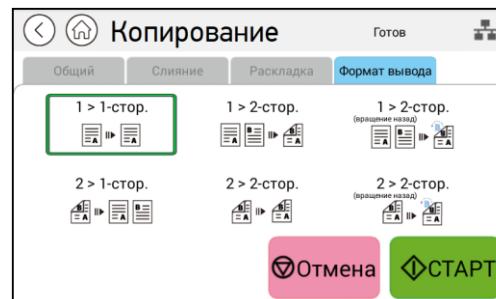 Копирование Готов
Общий Слияние Раскладка Формат вывода
1 > 1-стор. 1 > 2-стор. 1 > 2-стор.
(вращение назад)
2 > 1-стор. 2 > 2-стор. 2 > 2-стор.
(вращение назад)
Отмена СТАРТ